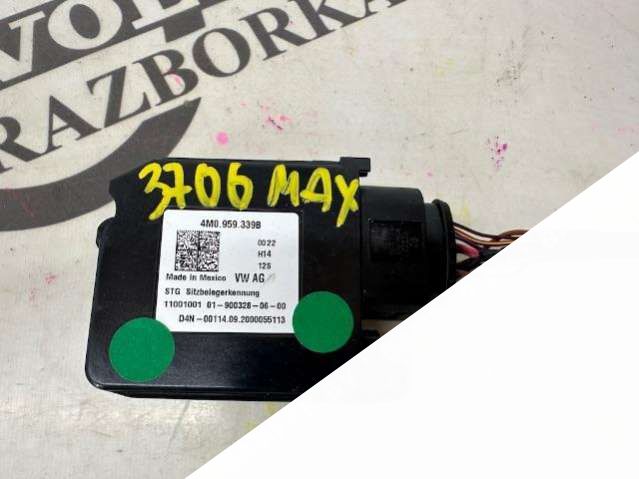 VOL
RAZBORKA
3706 MAX
4M0.959.339B
0022
H14
125
Made in Mexico VW AG
STG Sitzbelegerkennung
11001001 01-900328-06-00
D4N-00114.09.2000055113